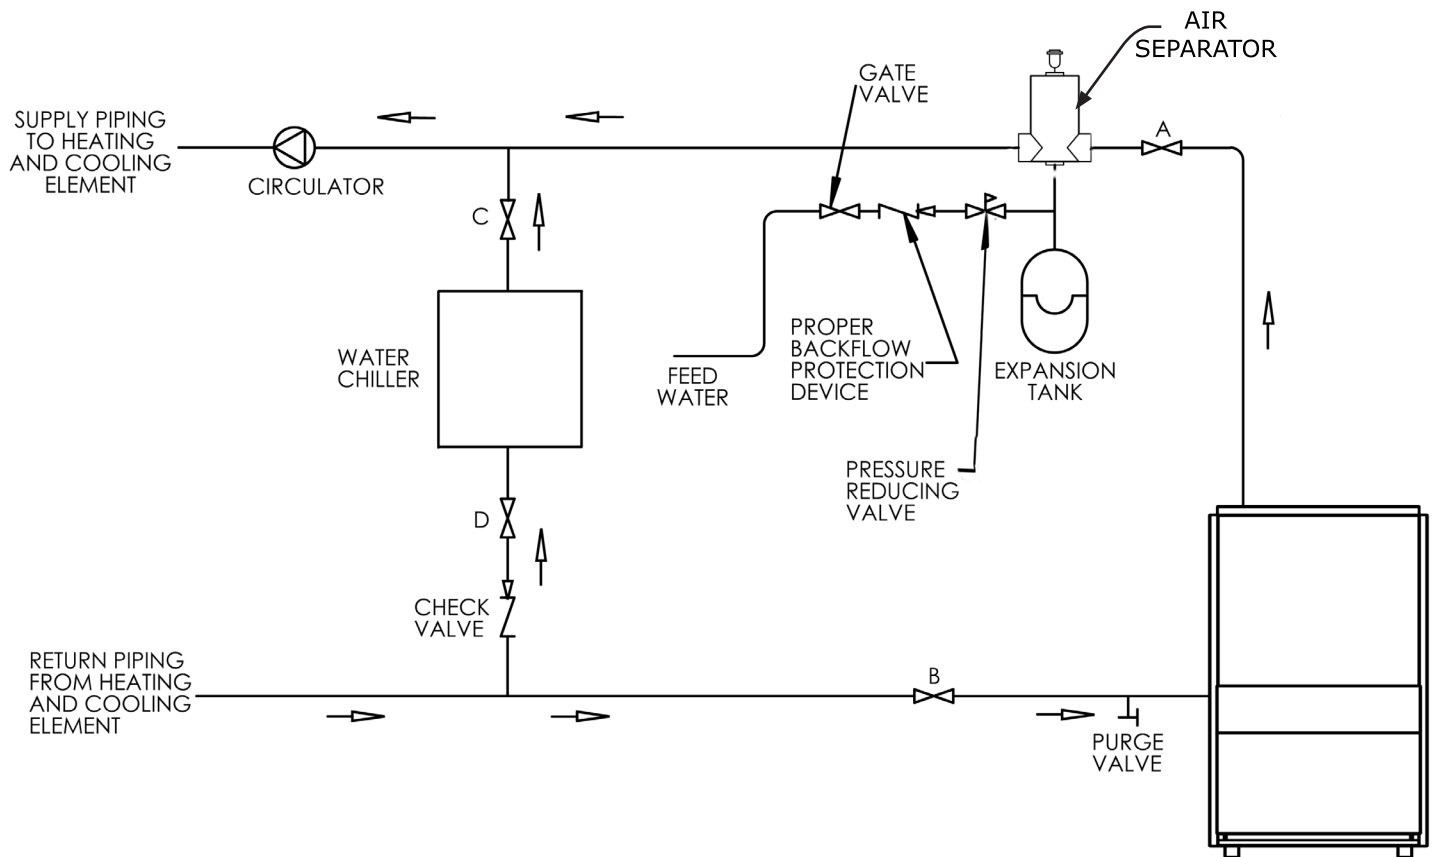 AIR
SEPARATOR
GATE
VALVE
SUPPLY PIPING
TO HEATING
AND COOLING
ELEMENT
CIRCULATOR
A
C
WATER
CHILLER
FEED
WATER
PROPER
BACKFLOW
PROTECTION
DEVICE
EXPANSION
TANK
PRESSURE
REDUCING
VALVE
D
CHECK
VALVE
RETURN PIPING
FROM HEATING
AND COOLING
ELEMENT
B
PURGE
VALVE